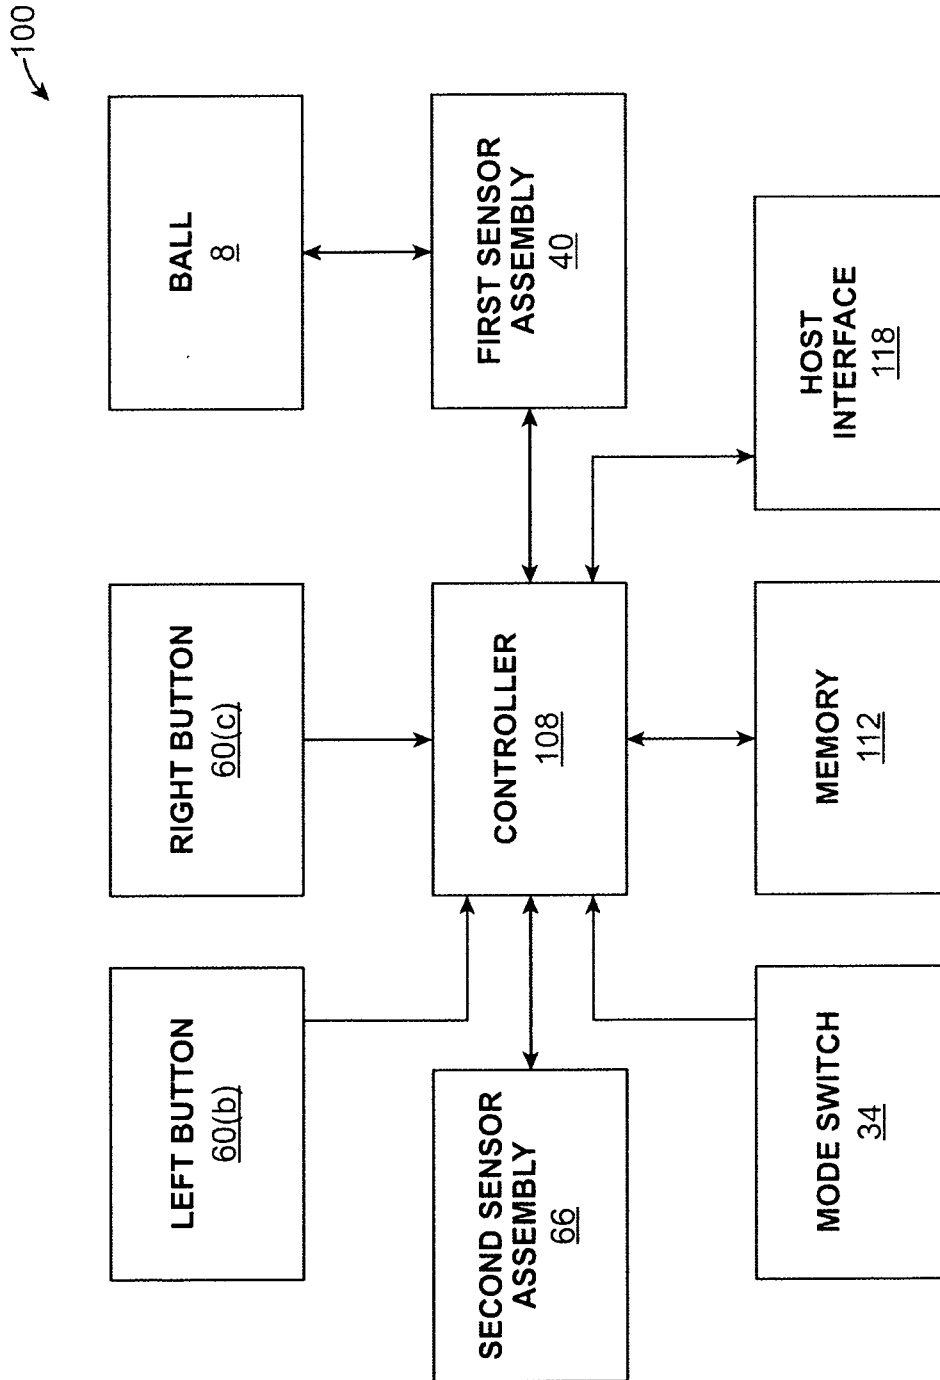 100
LEFT BUTTON
60(b)
RIGHT BUTTON
60(c)
BALL
8
SECOND SENSOR
ASSEMBLY
66
CONTROLLER
108
FIRST SENSOR
ASSEMBLY
40
MODE SWITCH
34
MEMORY
112
HOST
INTERFACE
118